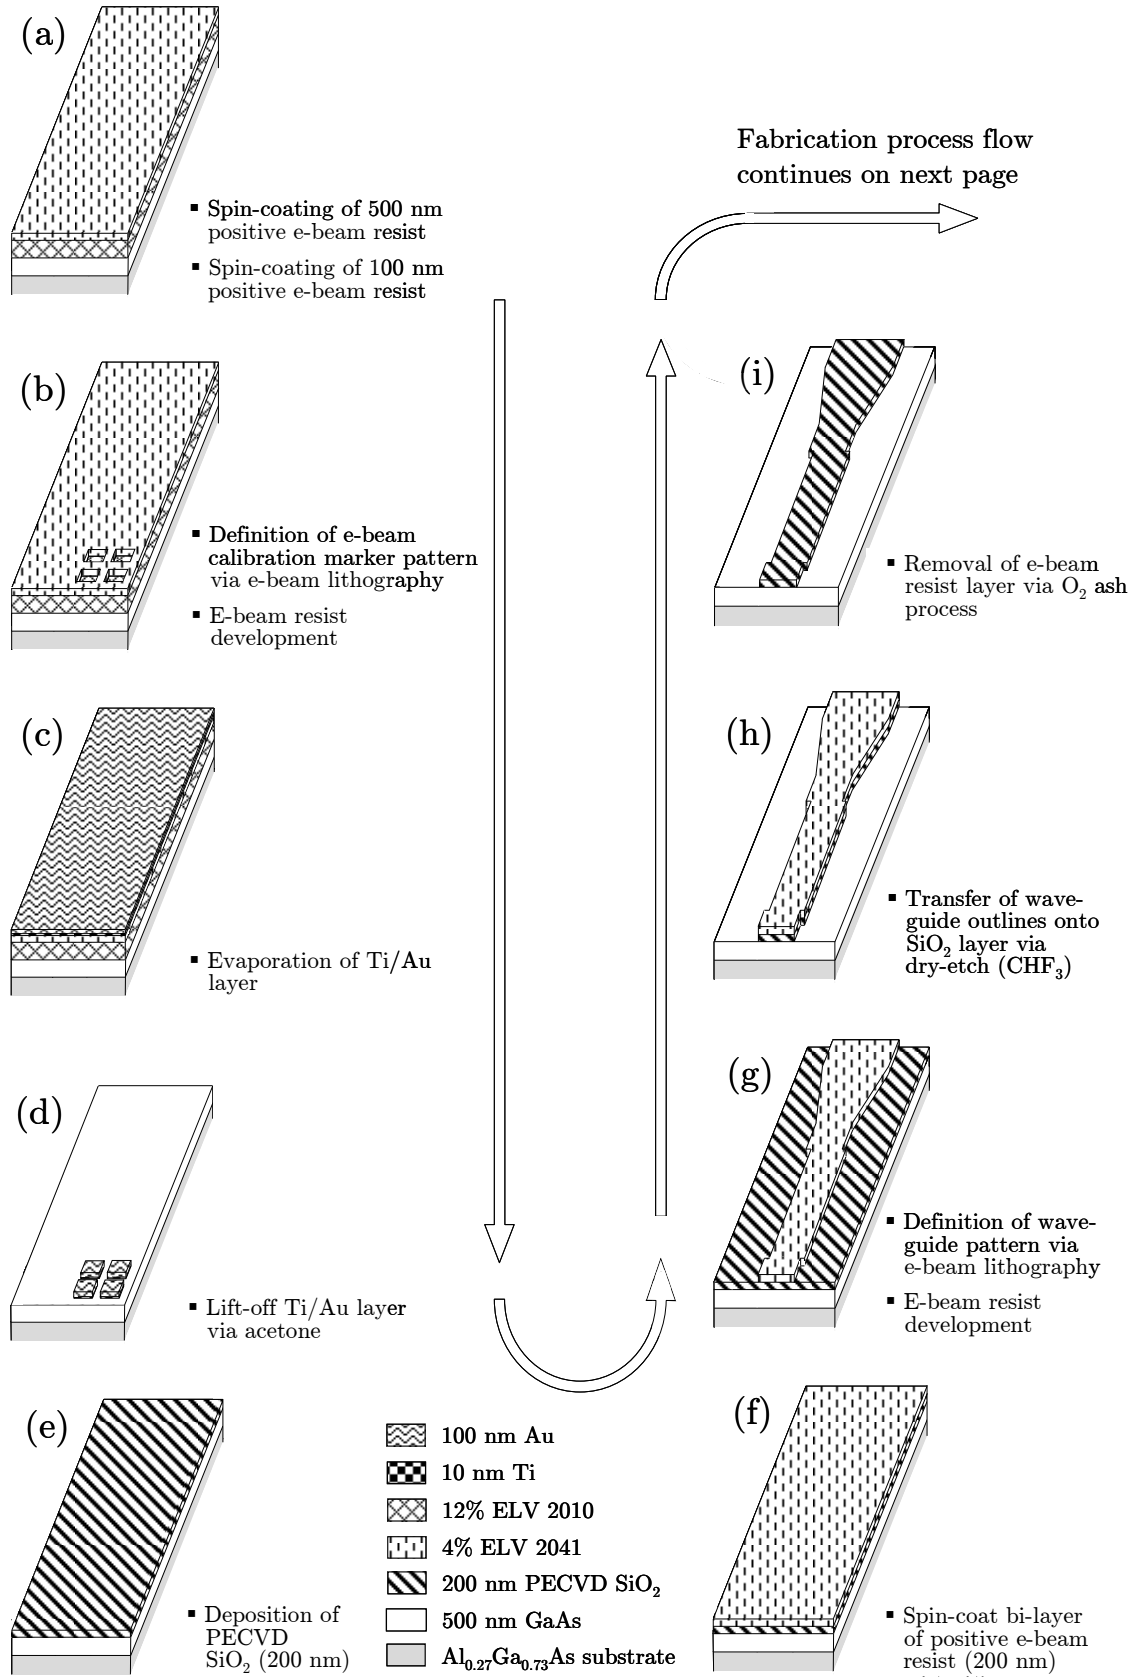 (a)
▪ Spin-coating of 500 nm
positive e-beam resist
▪ Spin-coating of 100 nm
positive e-beam resist
(b)
▪ Definition of e-beam
calibration marker pattern
via e-beam lithography
▪ E-beam resist
development
(c)
▪ Evaporation of Ti/Au
layer
(d)
▪ Lift-off Ti/Au layer
via acetone
(e)
▪ Deposition of
PECVD
SiO₂ (200 nm)
100 nm Au
10 nm Ti
12% ELV 2010
4% ELV 2041
200 nm PECVD SiO₂
500 nm GaAs
Al₀.₂₇Ga₀.₇₃As substrate
(f)
▪ Spin-coat bi-layer
of positive e-beam
resist (200 nm)
(g)
▪ Definition of wave-
guide pattern via
e-beam lithography
▪ E-beam resist
development
(h)
▪ Transfer of wave-
guide outlines onto
SiO₂ layer via
dry-etch (CHF₃)
(i)
▪ Removal of e-beam
resist layer via O₂ ash
process
Fabrication process flow
continues on next page